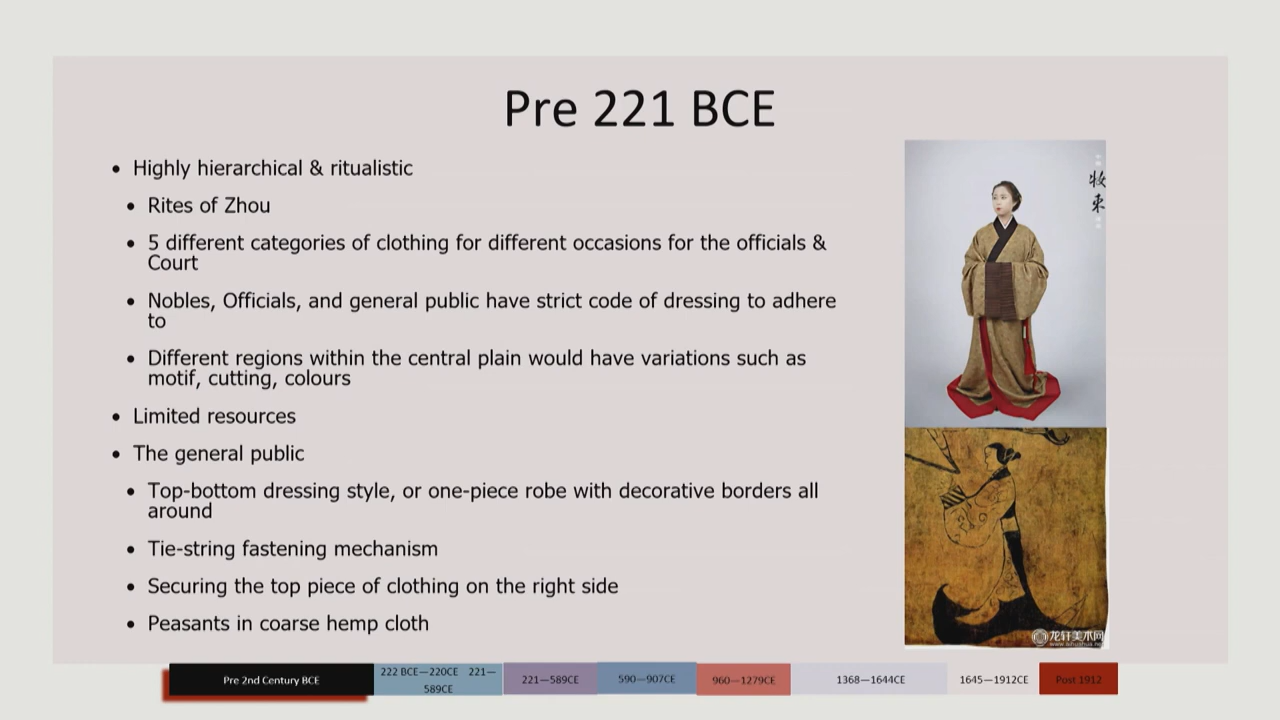 Pre 221 BCE
• Highly hierarchical & ritualistic
• Rites of Zhou
• 5 different categories of clothing for different occasions for the officials &
Court
• Nobles, Officials, and general public have strict code of dressing to adhere
to
• Different regions within the central plain would have variations such as
motif, cutting, colours
• Limited resources
• The general public
• Top-bottom dressing style, or one-piece robe with decorative borders all
around
• Tie-string fastening mechanism
• Securing the top piece of clothing on the right side
• Peasants in coarse hemp cloth
龙轩美术网
Pre 2nd Century BCE
222 BCE—220CE 221—
589CE
221—589CE
590—907CE
960—1279CE
1368—1644CE
1645—1912CE
Post 1912